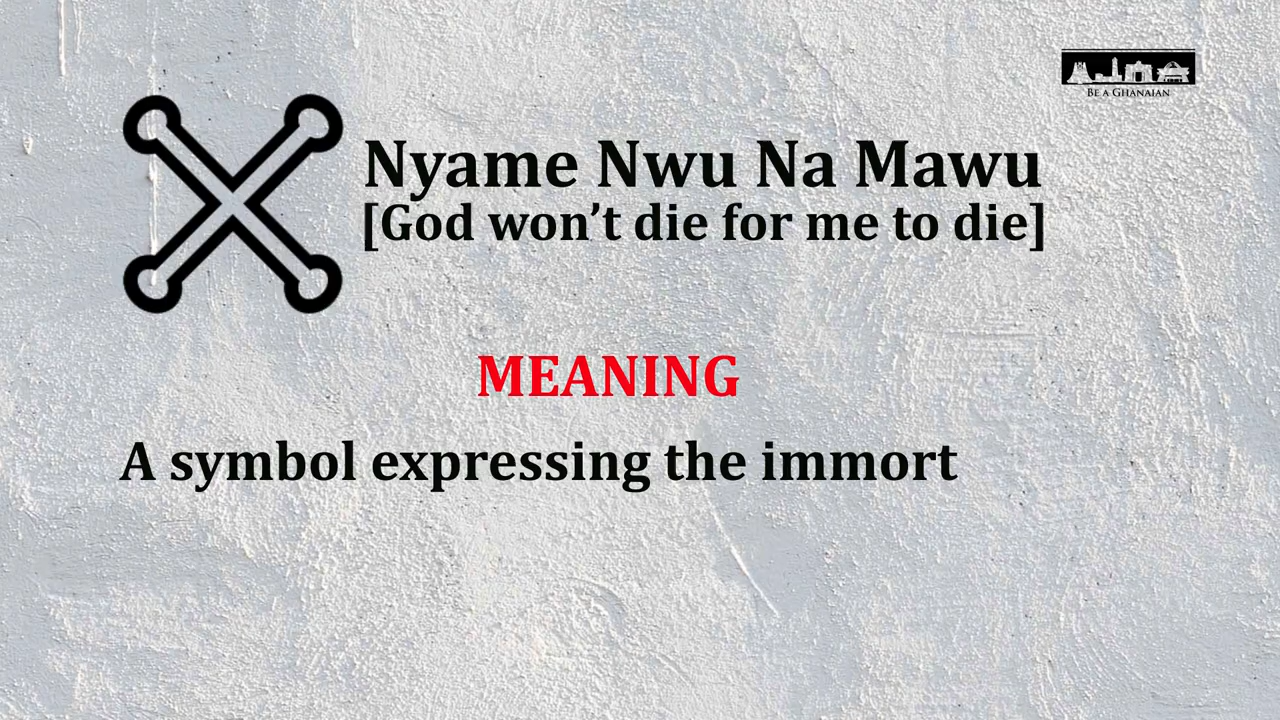 BE A GHANAIAN
Nyame Nwu Na Mawu
[God won’t die for me to die]
MEANING
A symbol expressing the immort